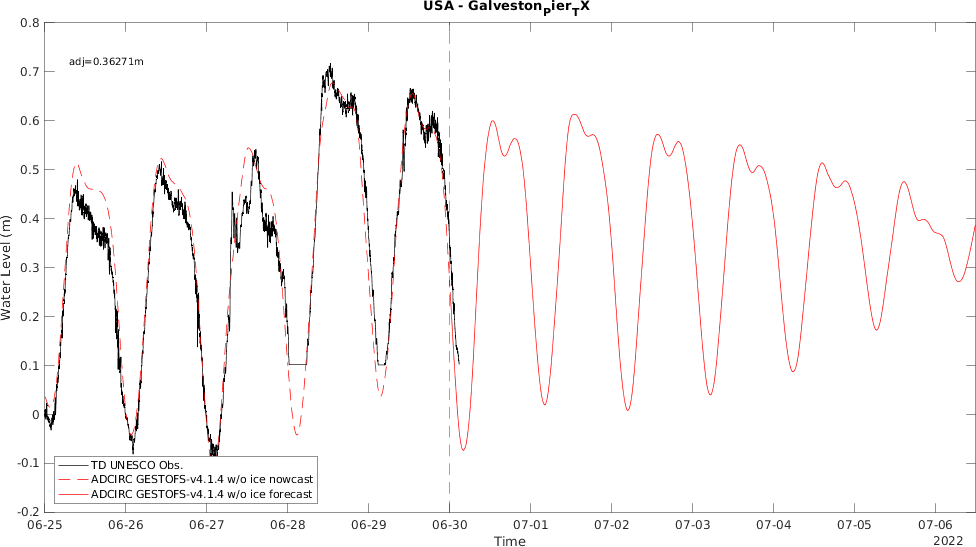 USA - Galveston_Pier_TX
0.8
0.7
0.6
0.5
0.4
0.3
0.2
0.1
0
-0.1
-0.2
Water Level (m)
adj=0.36271m
TD UNESCO Obs.
ADCIRC GESTOFS-v4.1.4 w/o ice nowcast
ADCIRC GESTOFS-v4.1.4 w/o ice forecast
06-25 06-26 06-27 06-28 06-29 06-30 07-01 07-02 07-03 07-04 07-05 07-06
Time
2022